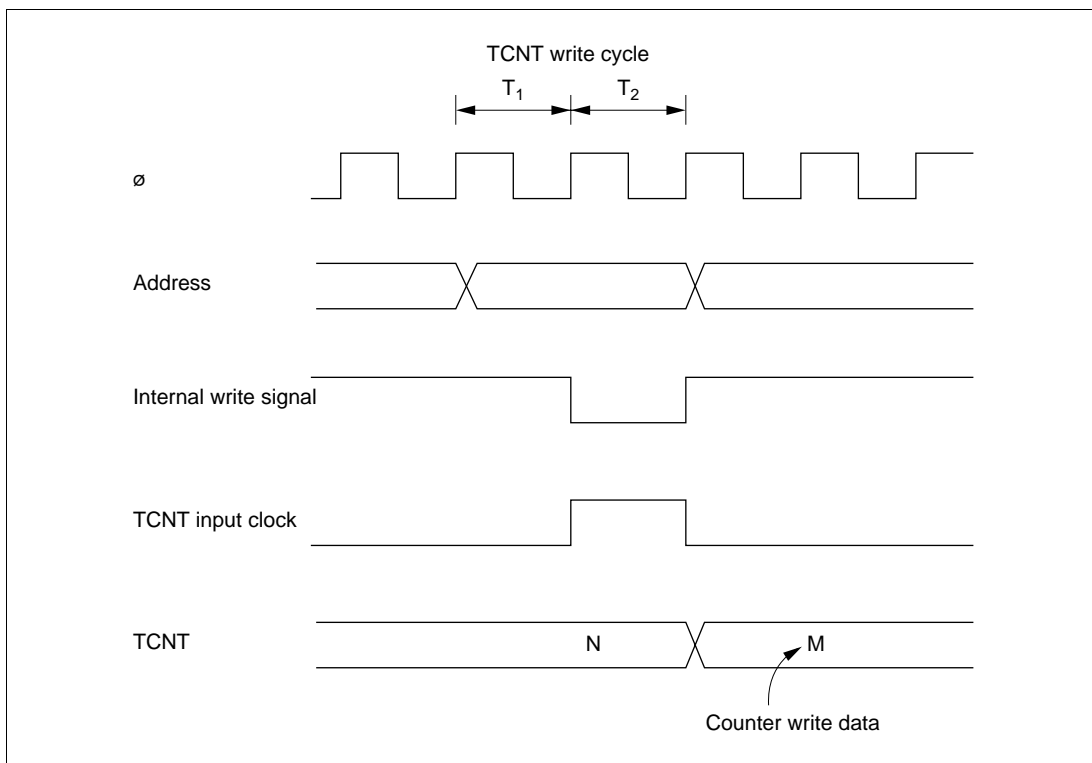 TCNT write cycle
T₁ T₂
ø
Address
Internal write signal
TCNT input clock
TCNT N M
Counter write data